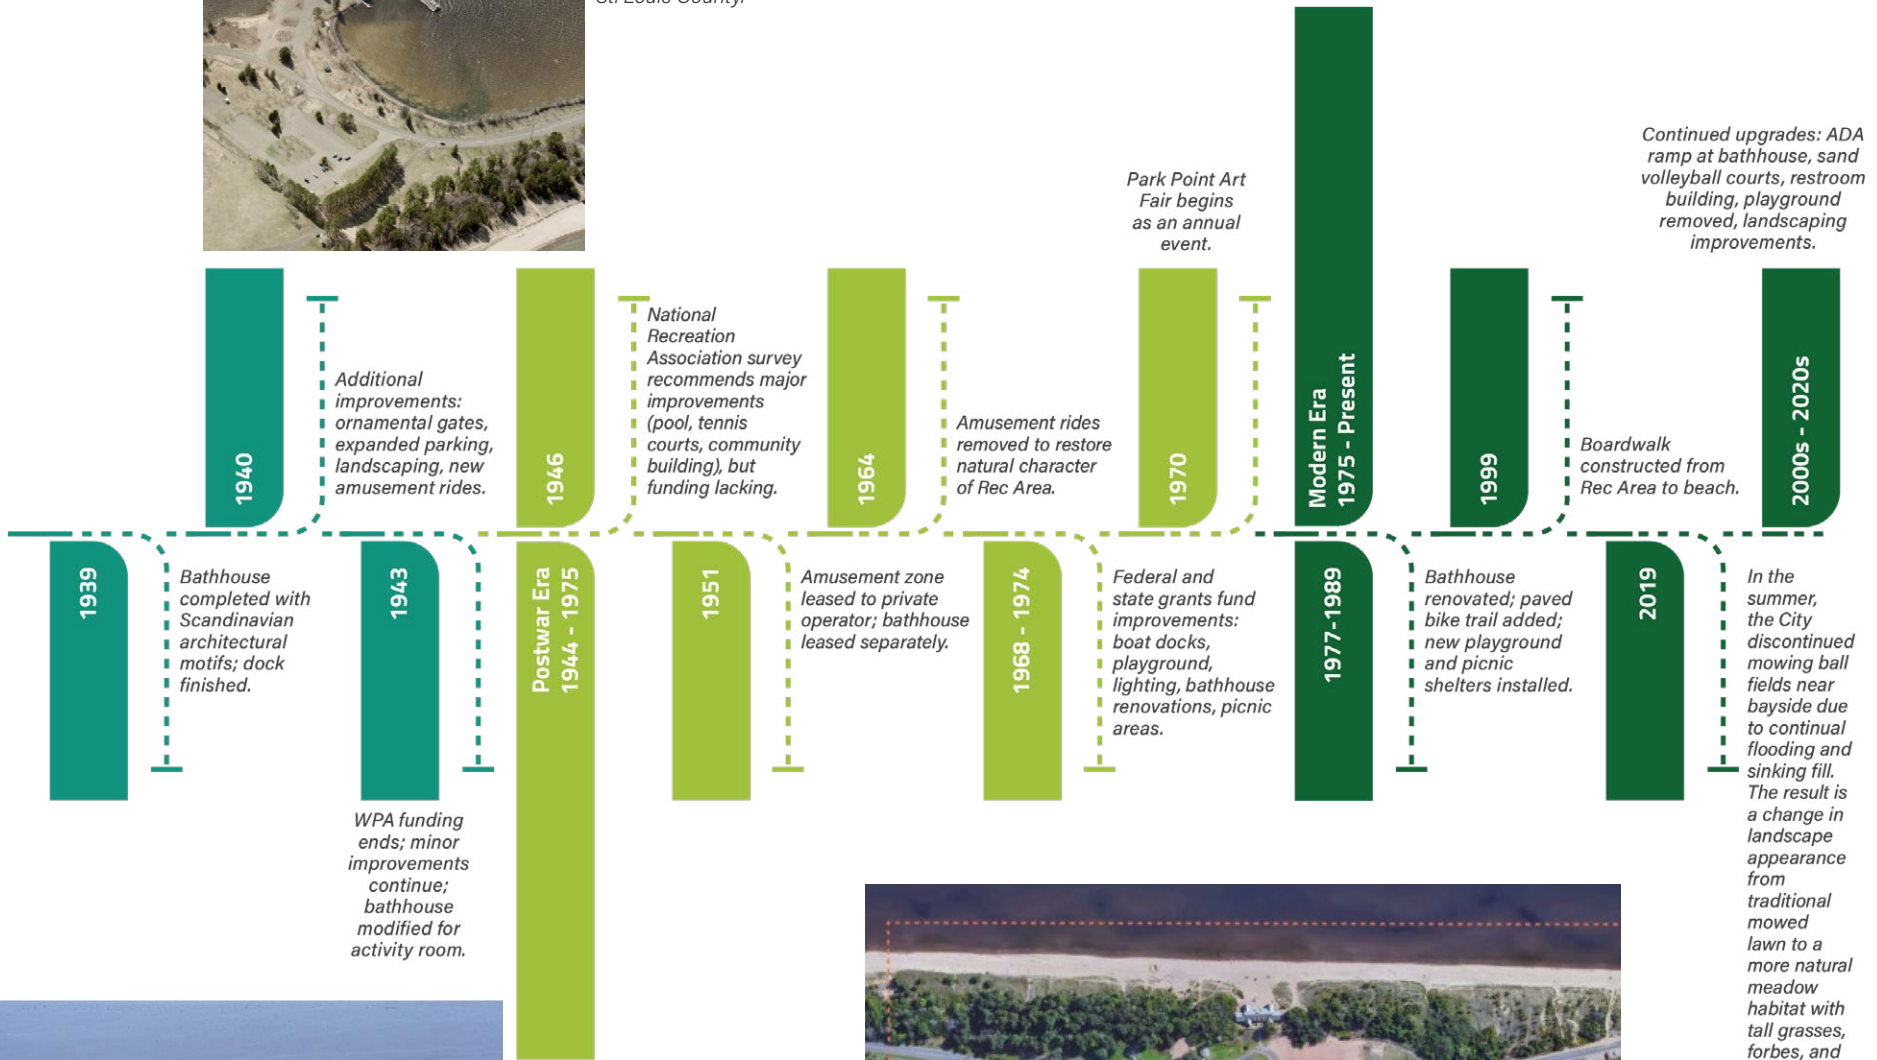 St. Louis County.
1939
Bathhouse
completed with
Scandinavian
architectural
motifs; dock
finished.
1940
Additional
improvements:
ornamental gates,
expanded parking,
landscaping, new
amusement rides.
1943
WPA funding
ends; minor
improvements
continue;
bathhouse
modified for
activity room.
Postwar Era
1944 - 1975
1946
National
Recreation
Association survey
recommends major
improvements
(pool, tennis
courts, community
building), but
funding lacking.
1951
Amusement zone
leased to private
operator; bathhouse
leased separately.
1964
Amusement rides
removed to restore
natural character
of Rec Area.
1968 - 1974
Federal and
state grants fund
improvements:
boat docks,
playground,
lighting, bathhouse
renovations, picnic
areas.
Park Point Art
Fair begins
as an annual
event.
1970
Modern Era
1975 - Present
1977-1989
Bathhouse
renovated; paved
bike trail added;
new playground
and picnic
shelters installed.
1999
Boardwalk
constructed from
Rec Area to beach.
2019
In the
summer,
the City
discontinued
mowing ball
fields near
bayside due
to continual
flooding and
sinking fill.
The result is
a change in
landscape
appearance
from
traditional
mowed
lawn to a
more natural
meadow
habitat with
tall grasses,
forbes, and
Continued upgrades: ADA
ramp at bathhouse, sand
volleyball courts, restroom
building, playground
removed, landscaping
improvements.
2000s - 2020s